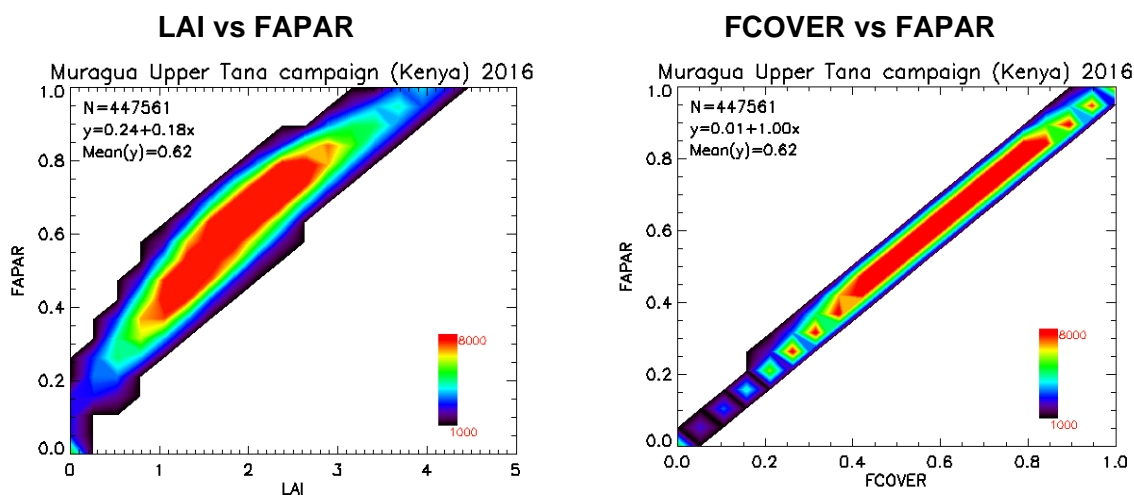 LAI vs FAPAR
Muragua Upper Tana campaign (Kenya) 2016
N=447561
y=0.24+0.18x
Mean(y)=0.62
1.0
0.8
0.6
0.4
0.2
0.0
FAPAR
8000
1000
0 1 2 3 4 5
LAI
FCOVER vs FAPAR
Muragua Upper Tana campaign (Kenya) 2016
N=447561
y=0.01+1.00x
Mean(y)=0.62
1.0
0.8
0.6
0.4
0.2
0.0
FAPAR
8000
1000
0.0 0.2 0.4 0.6 0.8 1.0
FCOVER